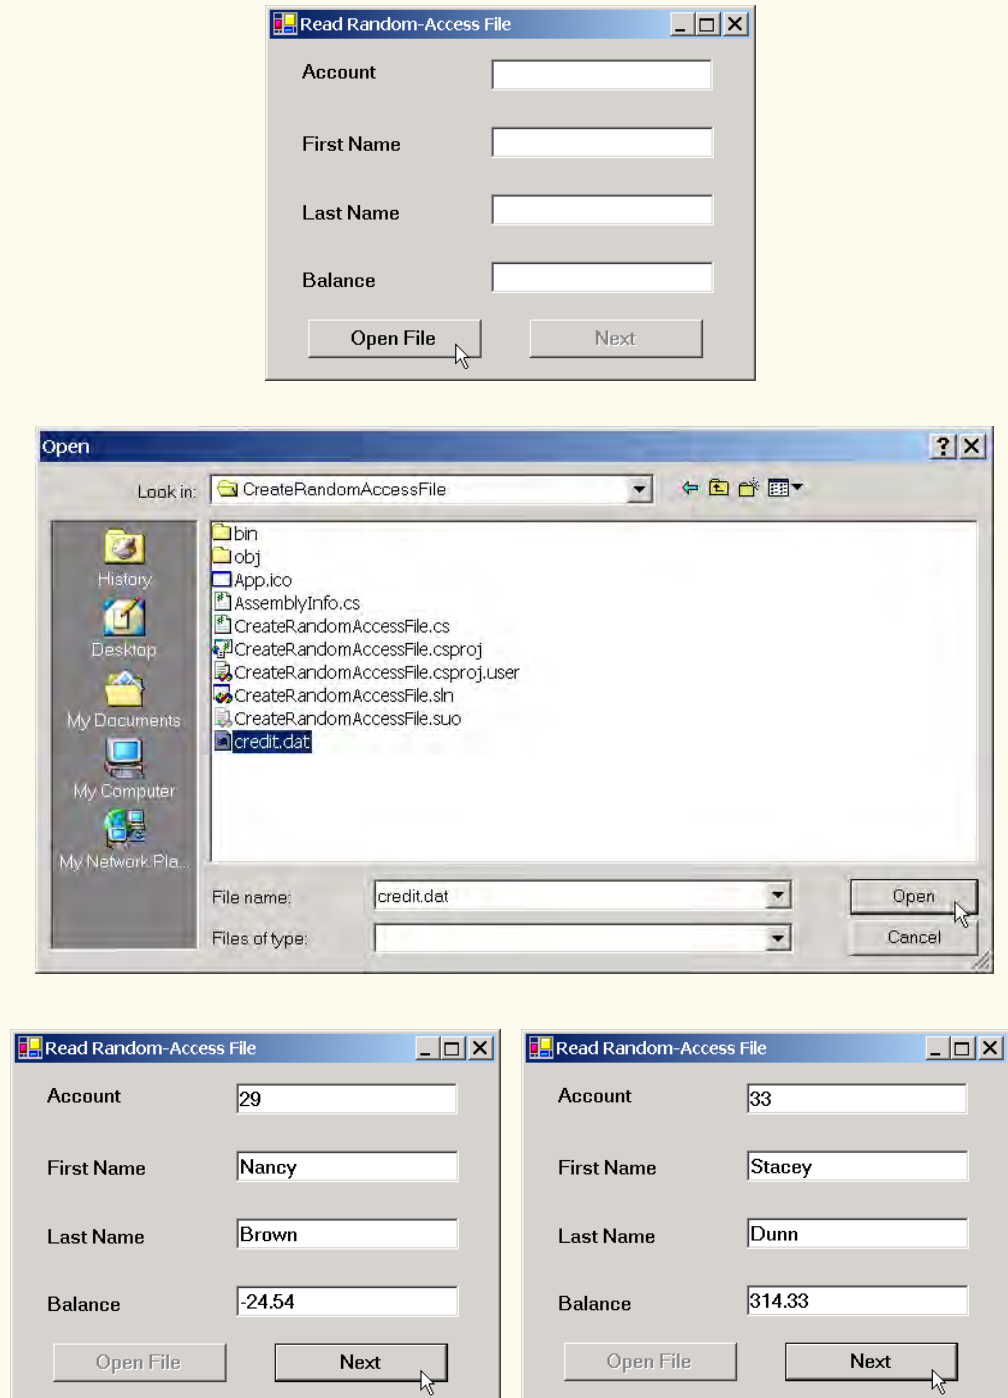 Read Random-Access File
Account
First Name
Last Name
Balance
Open File
Next
Open
Look in:
CreateRandomAccessFile
History
Desktop
My Documents
My Computer
My Network Pla...
bin
obj
App.ico
AssemblyInfo.cs
CreateRandomAccessFile.cs
CreateRandomAccessFile.csproj
CreateRandomAccessFile.csproj.user
CreateRandomAccessFile.sln
CreateRandomAccessFile.suo
credit.dat
File name:
credit.dat
Open
Files of type:
Cancel
Read Random-Access File
Account
29
First Name
Nancy
Last Name
Brown
Balance
-24.54
Open File
Next
Read Random-Access File
Account
33
First Name
Stacey
Last Name
Dunn
Balance
314.33
Open File
Next